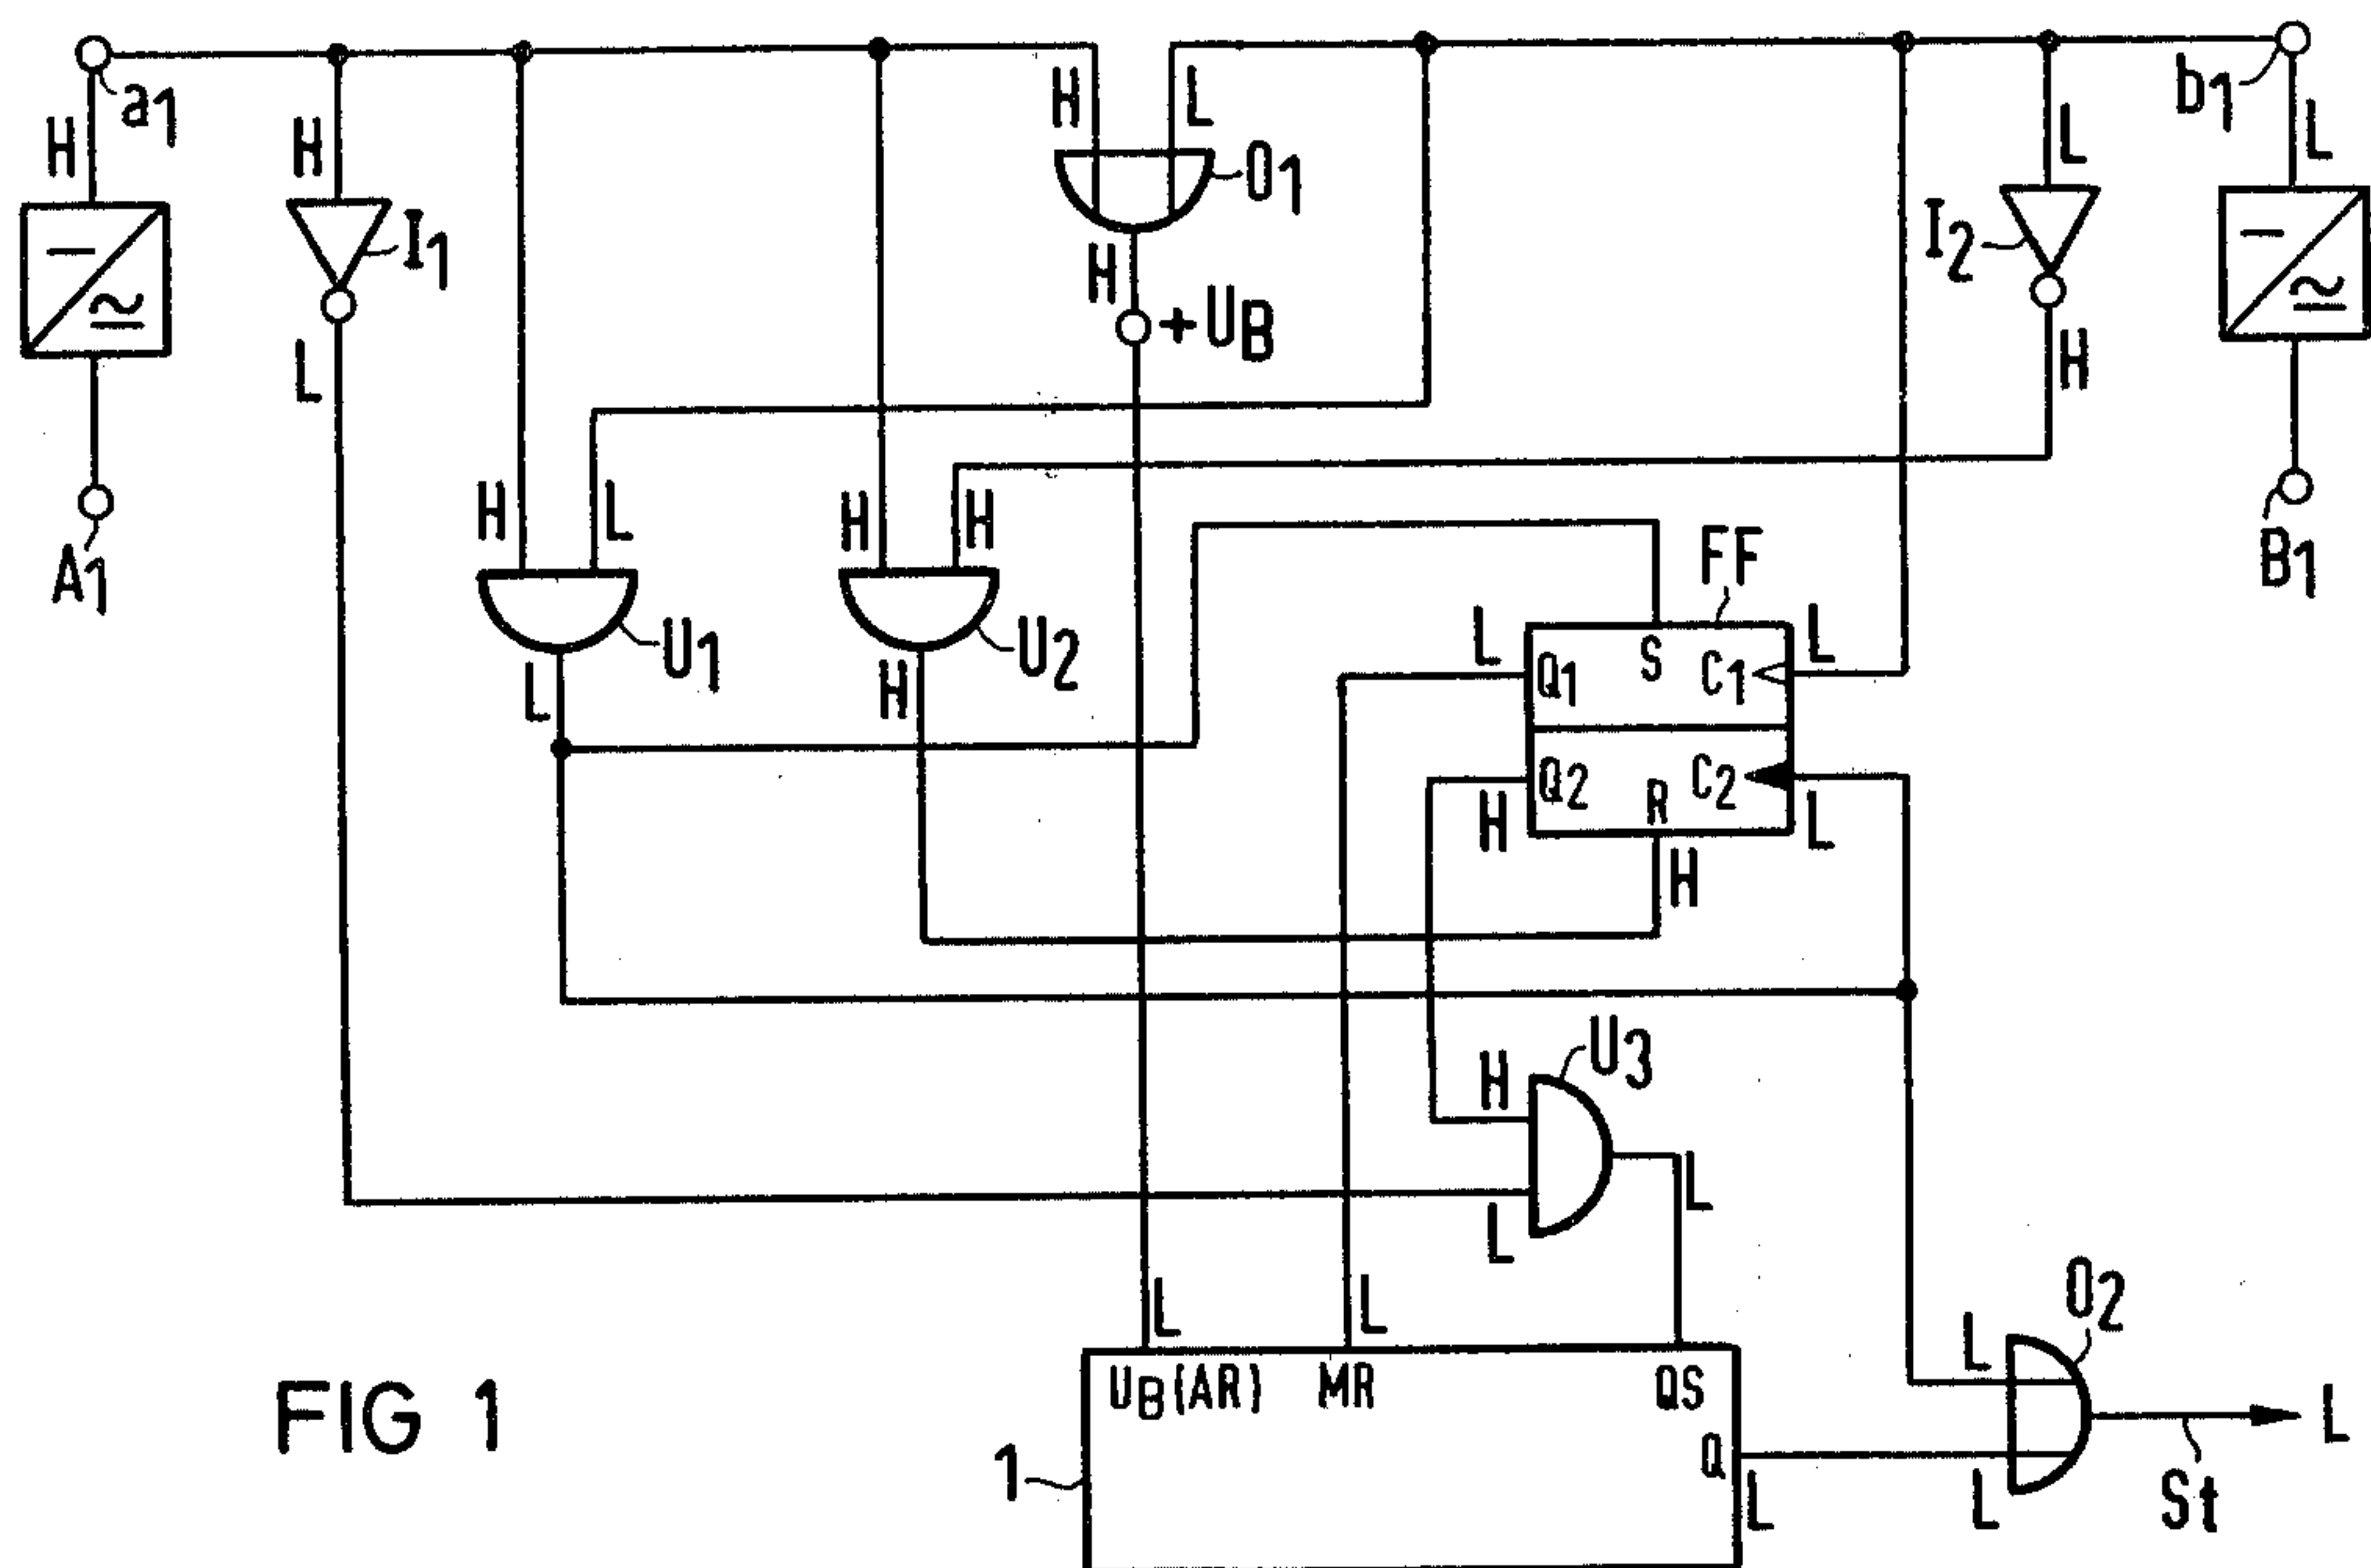 a1
b1
H
H
H
L
L
L
O1
I1
I2
H
+UB
L
H
A1
B1
H
L
H
H
FF
U1
U2
L
H
L
Q1
S
C1
L
Q2
R
C2
H
L
H
U3
H
L
L
L
L
O2
L
UB(AR)
MR
QS
Q
L
L
St
L
1
FIG 1